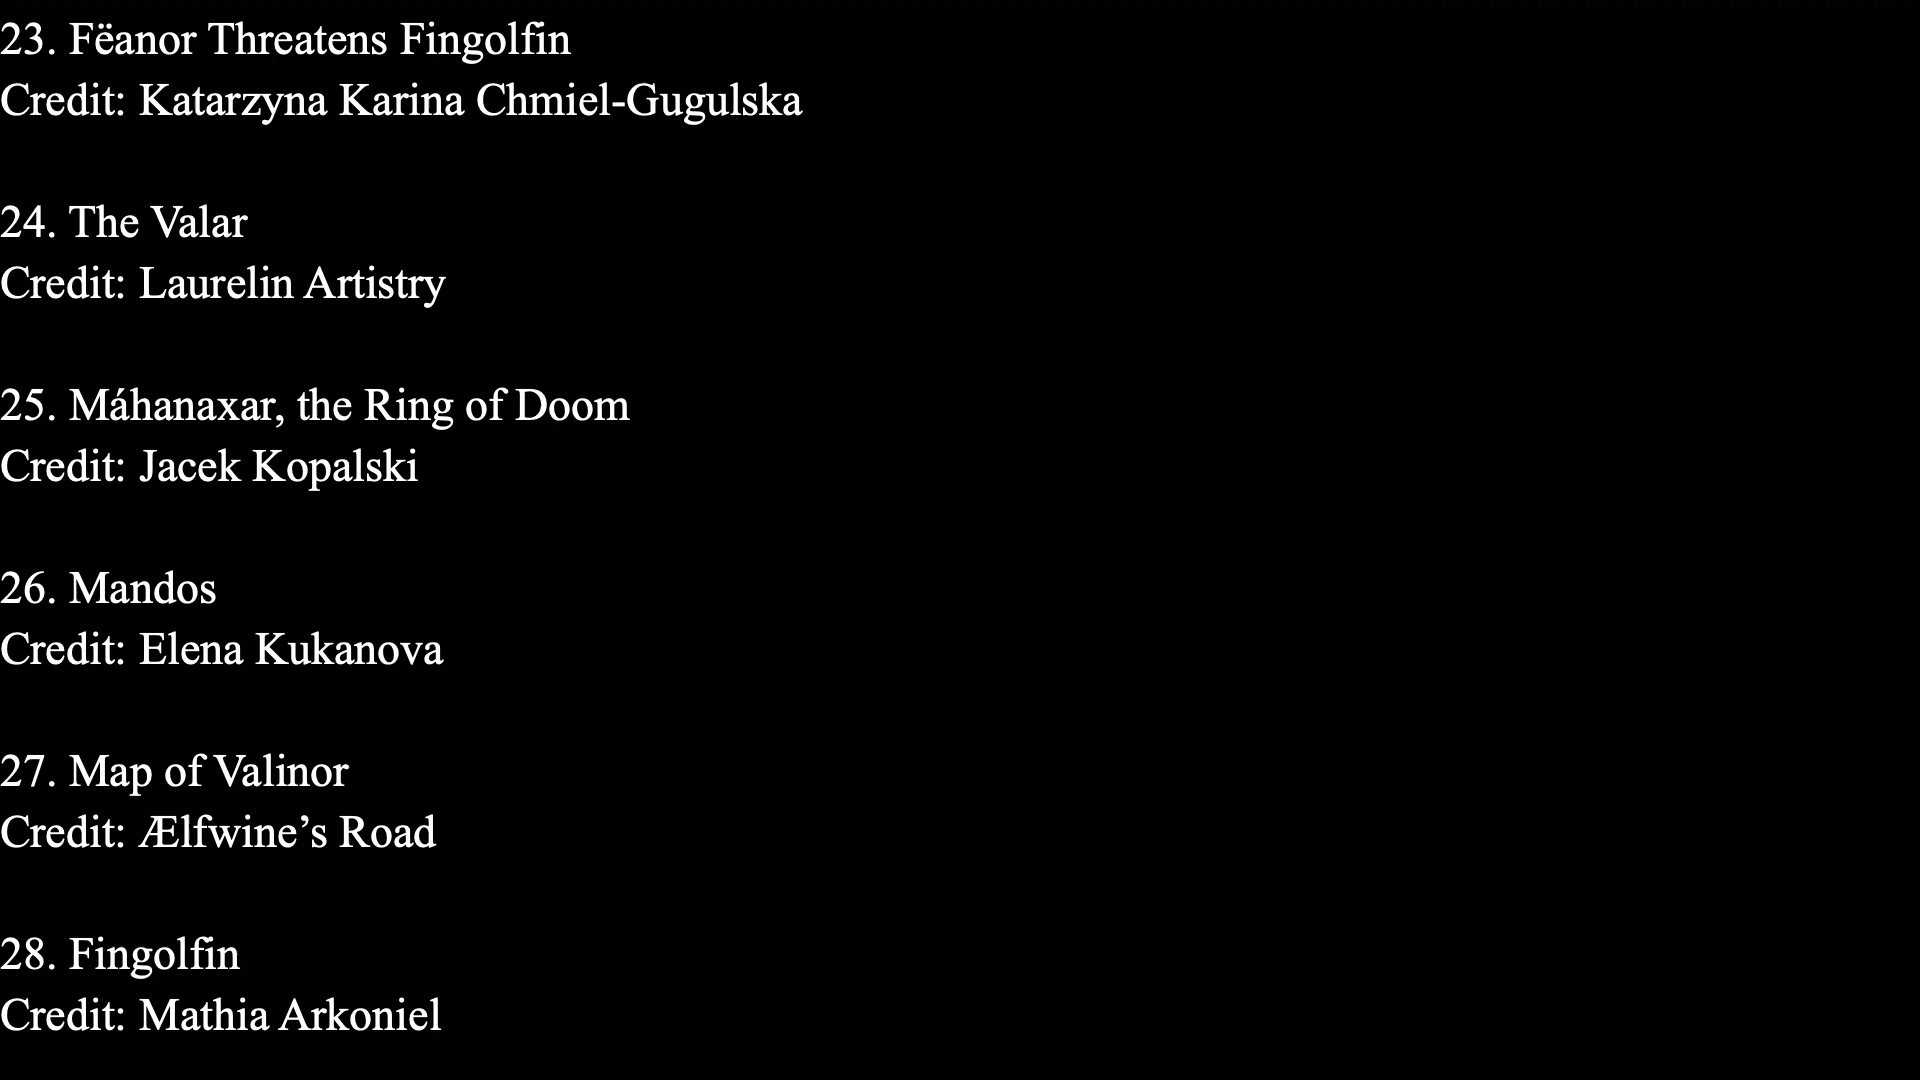 23. Fëanor Threatens Fingolfin
Credit: Katarzyna Karina Chmiel-Gugulska
24. The Valar
Credit: Laurelin Artistry
25. Máhanaxar, the Ring of Doom
Credit: Jacek Kopalski
26. Mandos
Credit: Elena Kukanova
27. Map of Valinor
Credit: Ælfwine’s Road
28. Fingolfin
Credit: Mathia Arkoniel